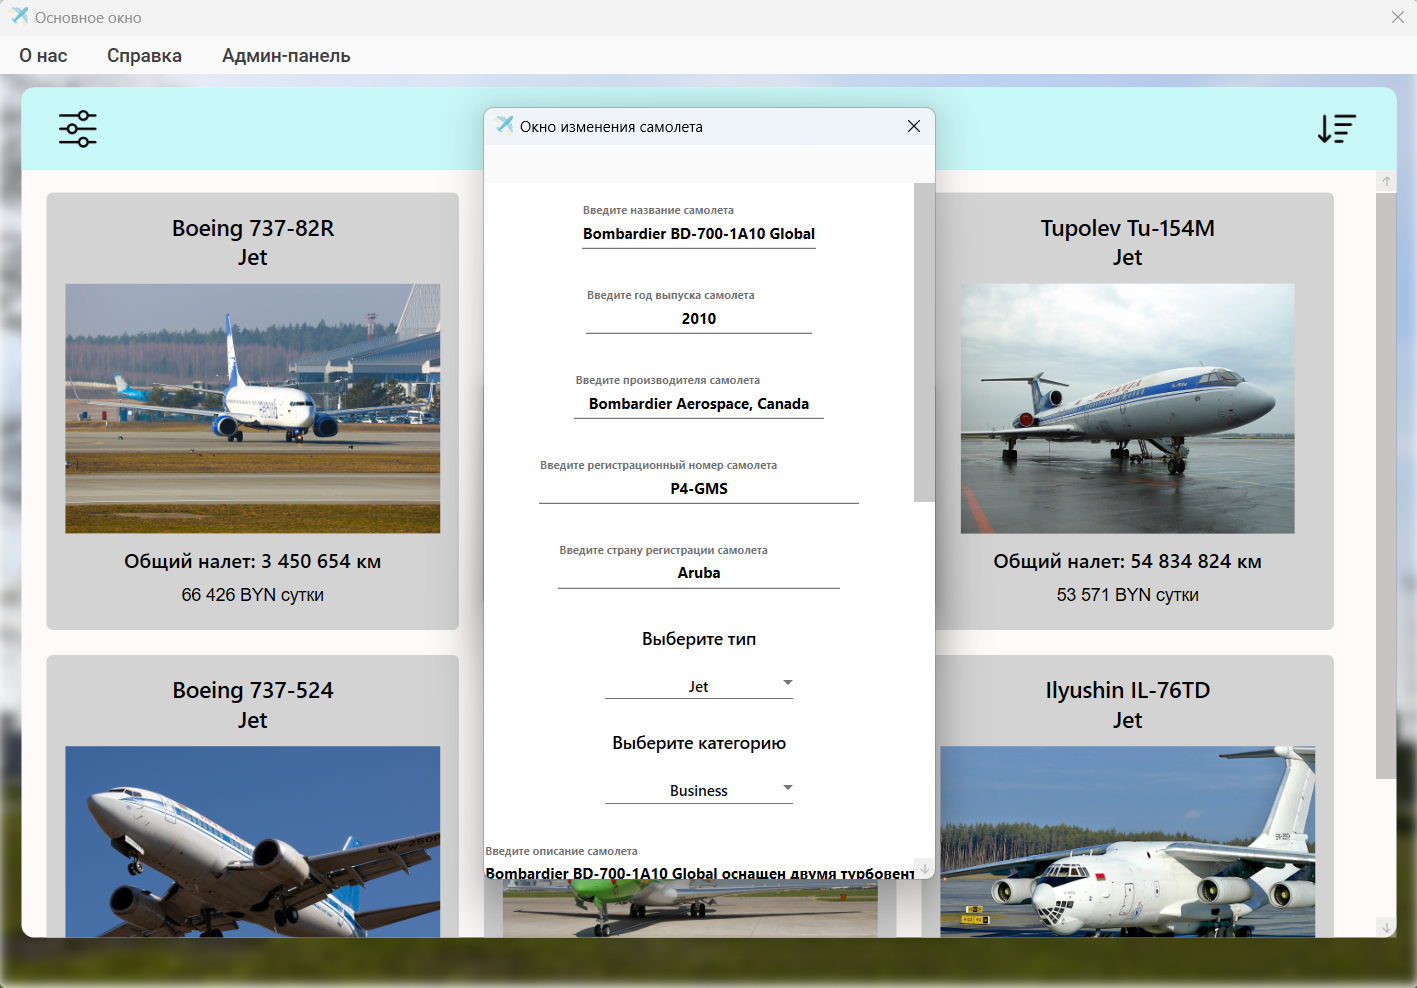 Основное окно
О нас
Справка
Админ-панель
Окно изменения самолета
Boeing 737-82R
Jet
Общий налет: 3 450 654 км
66 426 BYN сутки
Введите название самолета
Bombardier BD-700-1A10 Global
Введите год выпуска самолета
2010
Введите производителя самолета
Bombardier Aerospace, Canada
Введите регистрационный номер самолета
P4-GMS
Введите страну регистрации самолета
Aruba
Выберите тип
Jet
Выберите категорию
Business
Введите описание самолета
Bombardier BD-700-1A10 Global оснащен двумя турбовент
Tupolev Tu-154M
Jet
BELAVIA
Общий налет: 54 834 824 км
53 571 BYN сутки
Boeing 737-524
Jet
Ilyushin IL-76TD
Jet